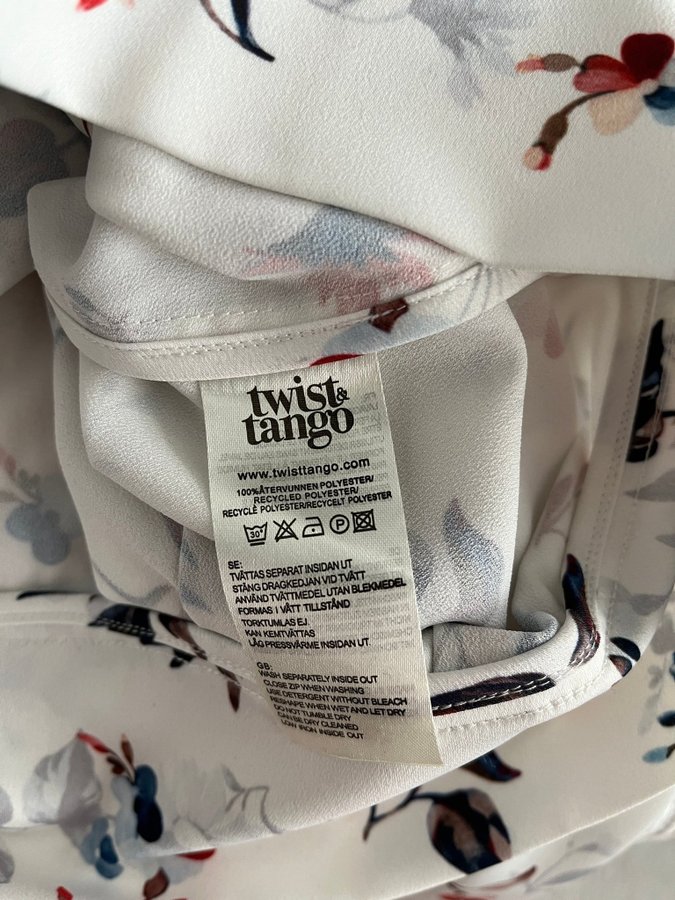 twist&
tango
www.twisttango.com
100%ÅTERVUNNEN POLYESTER/
RECYCLED POLYESTER/
RECYCLÉ POLYESTER/RECYCELT POLYESTER
30° P
SE:
TVÄTTAS SEPARAT INSIDAN UT
STÄNG DRAGKEDJAN VID TVÄTT
ANVÄND TVÄTTMEDEL UTAN BLEKMEDEL
FORMAS I VÅTT TILLSTÅND
TORKTUMLAS EJ
KAN KEMTVÄTTAS
LÅG PRESSVÄRME INSIDAN UT
GB:
WASH SEPARATELY INSIDE OUT
CLOSE ZIP WHEN WASHING
USE DETERGENT WITHOUT BLEACH
RESHAPE WHEN WET AND LET DRY
DO NOT TUMBLE DRY
CAN BE DRY CLEANED
LOW IRON INSIDE OUT